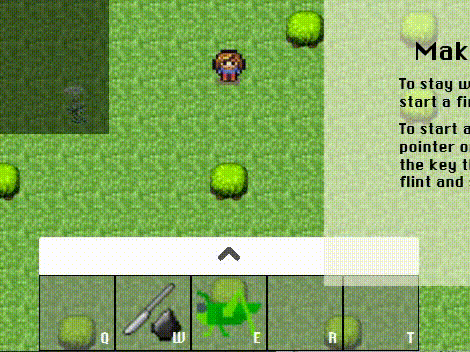 Mak
To stay w
start a fi
To start a
pointer o
the key t
flint and
Q W E R T